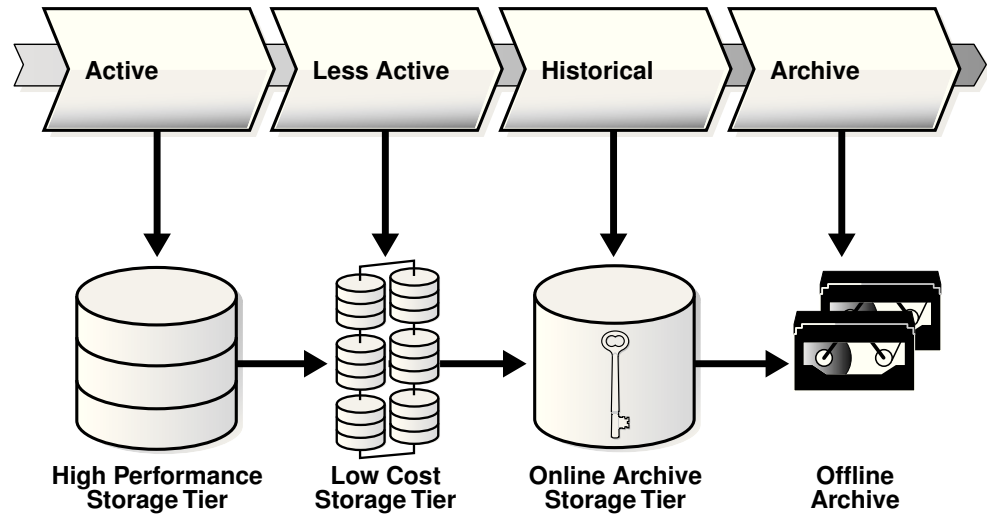 Active
Less Active
Historical
Archive
High Performance
Storage Tier
Low Cost
Storage Tier
Online Archive
Storage Tier
Offline
Archive